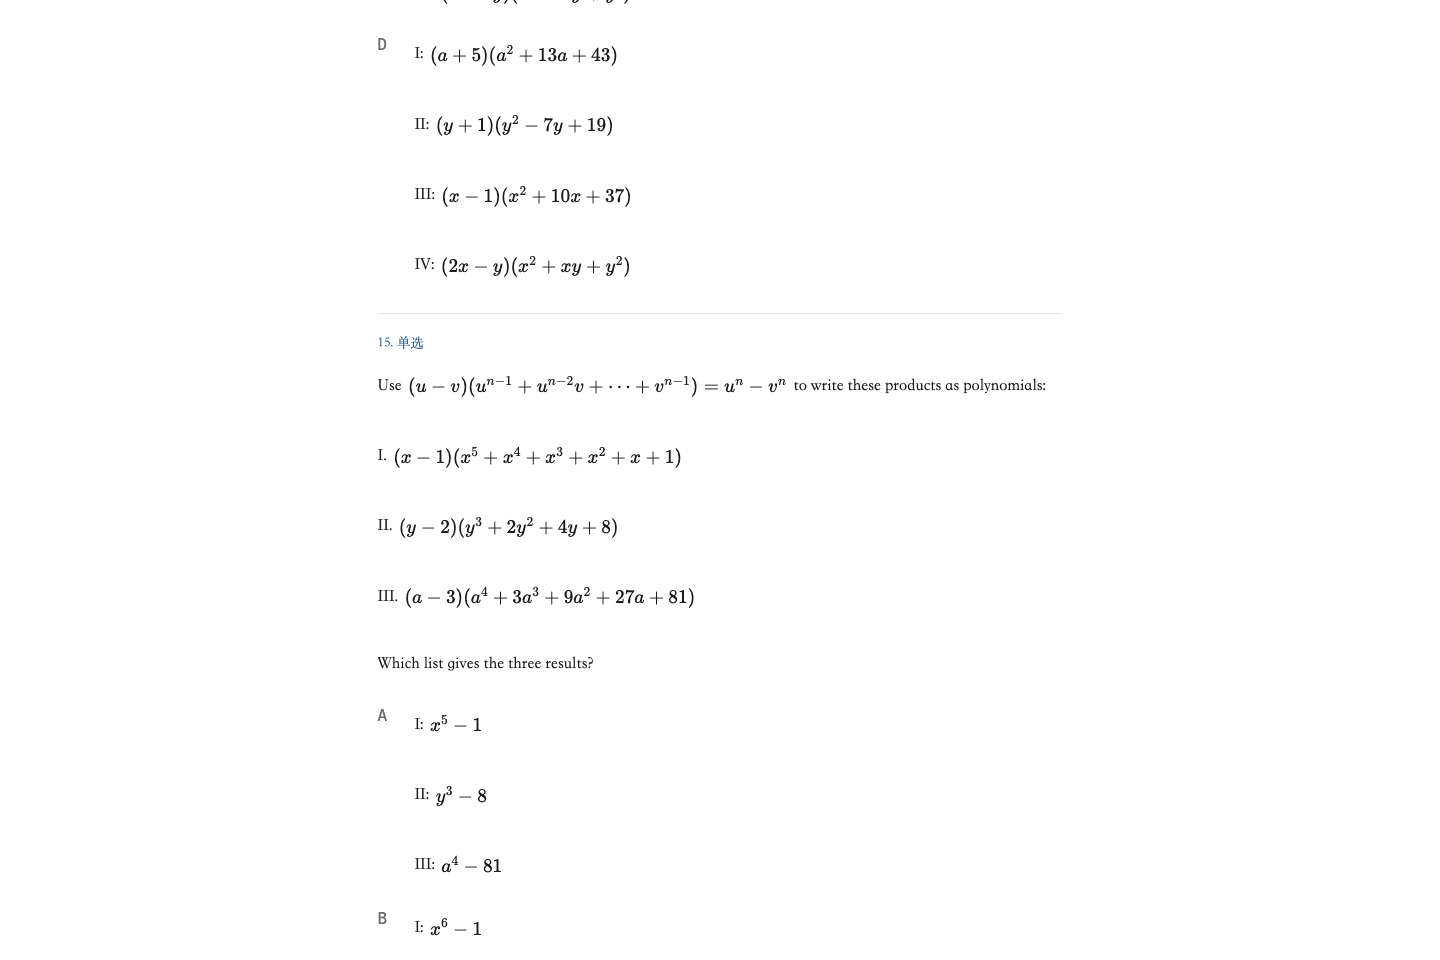 D
I: (a + 5)(a² + 13a + 43)
II: (y + 1)(y² − 7y + 19)
III: (x − 1)(x² + 10x + 37)
IV: (2x − y)(x² + xy + y²)
15. 单选
Use (u − v)(uⁿ⁻¹ + uⁿ⁻²v + ⋯ + vⁿ⁻¹) = uⁿ − vⁿ to write these products as polynomials:
I. (x − 1)(x⁵ + x⁴ + x³ + x² + x + 1)
II. (y − 2)(y³ + 2y² + 4y + 8)
III. (a − 3)(a⁴ + 3a³ + 9a² + 27a + 81)
Which list gives the three results?
A
I: x⁵ − 1
II: y³ − 8
III: a⁴ − 81
B
I: x⁶ − 1